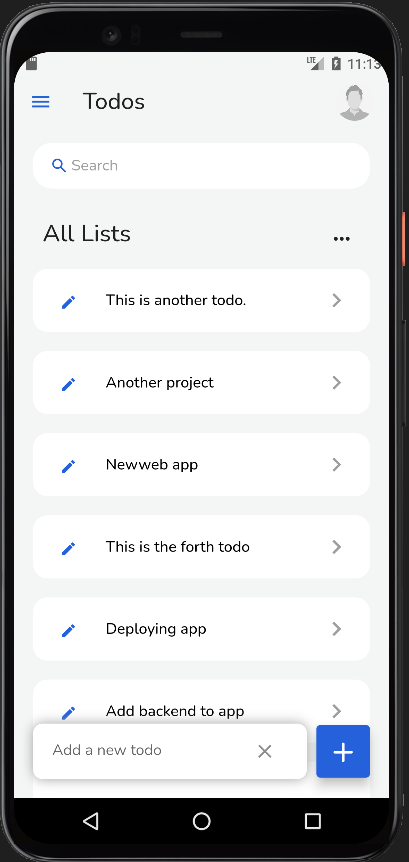 LTE 11:13
Todos
Search
All Lists
This is another todo.
Another project
Newweb app
This is the forth todo
Deploying app
Add backend to app
Add a new todo